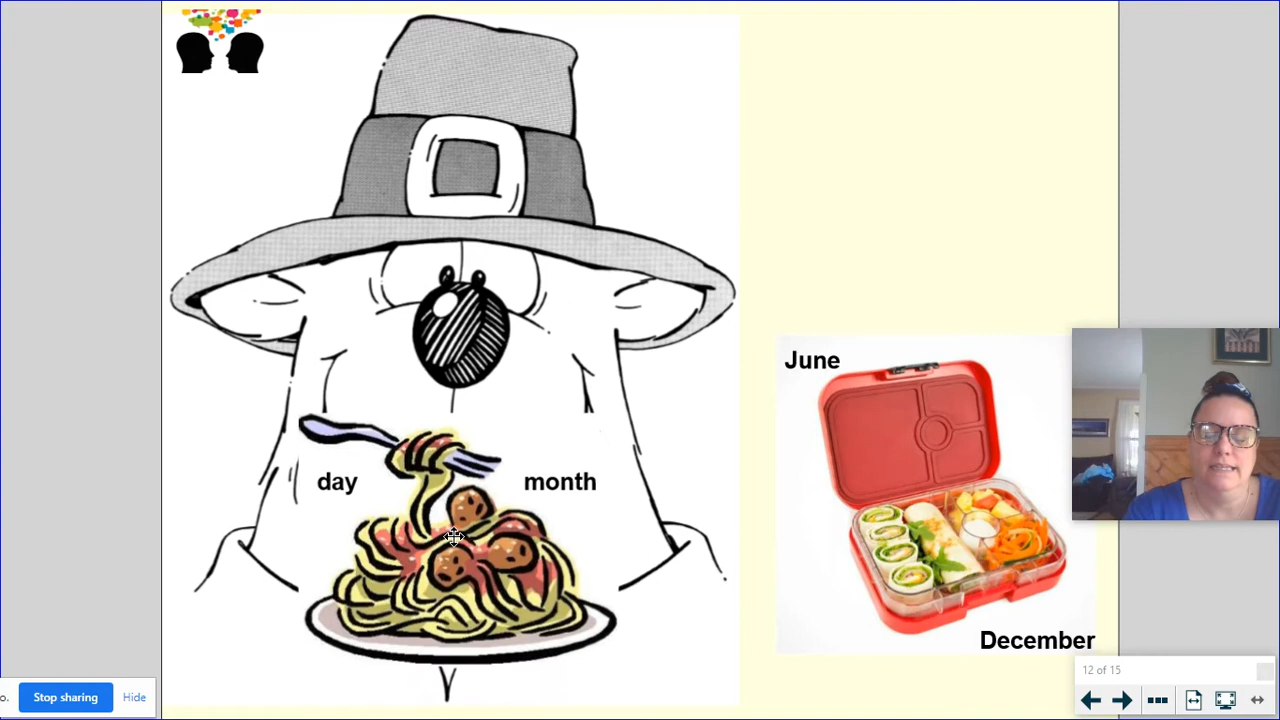 June
day
month
December
12 of 15
o.
Stop sharing
Hide